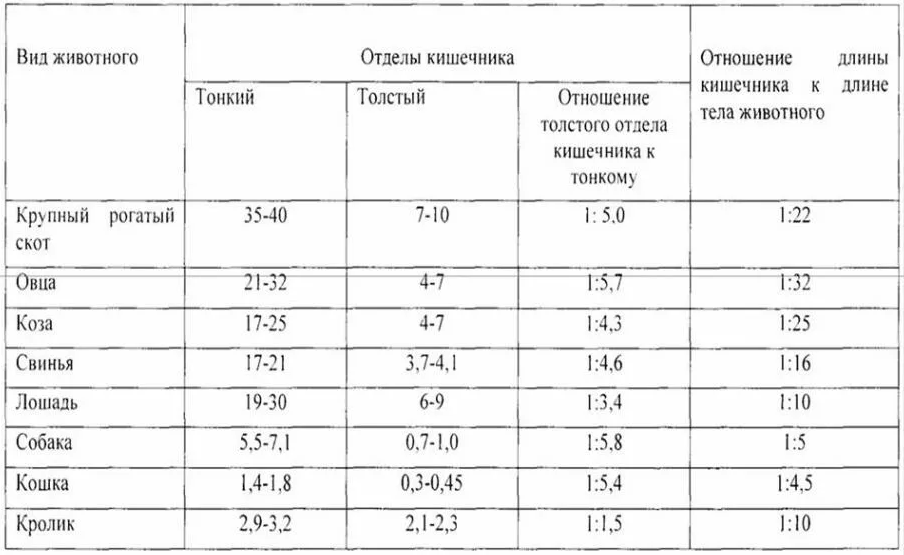 Вид животного
Отделы кишечника
Отношение длины
кишечника к длине
тела животного
Тонкий
Толстый
Отношение
толстого отдела
кишечника к
тонкому
Крупный рогатый
скот
35-40
7-10
1: 5,0
1:22
Овца
21-32
4-7
1:5,7
1:32
Коза
17-25
4-7
1:4,3
1:25
Свинья
17-21
3,7-4,1
1:4,6
1:16
Лошадь
19-30
6-9
1:3,4
1:10
Собака
5,5-7,1
0,7-1,0
1:5,8
1:5
Кошка
1,4-1,8
0,3-0,45
1:5,4
1:4,5
Кролик
2,9-3,2
2,1-2,3
1:1,5
1:10